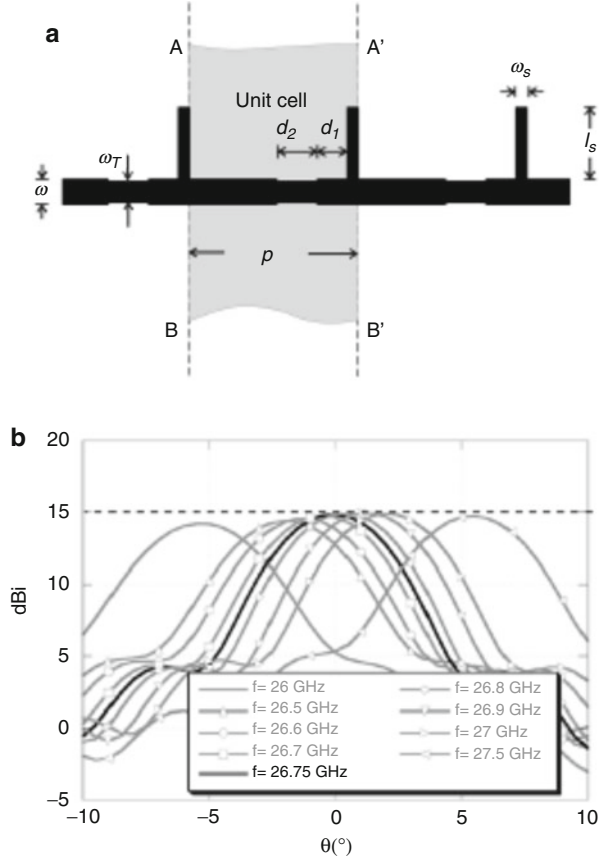 a
A A'
Unit cell
ωs
d2 d1
ls
ωT
ω
p
B B'
b
20
15
10
5
0
−5
dBi
f= 26 GHz
f= 26.5 GHz
f= 26.6 GHz
f= 26.7 GHz
f= 26.75 GHz
f= 26.8 GHz
f= 26.9 GHz
f= 27 GHz
f= 27.5 GHz
−10 −5 0 5 10
θ(°)